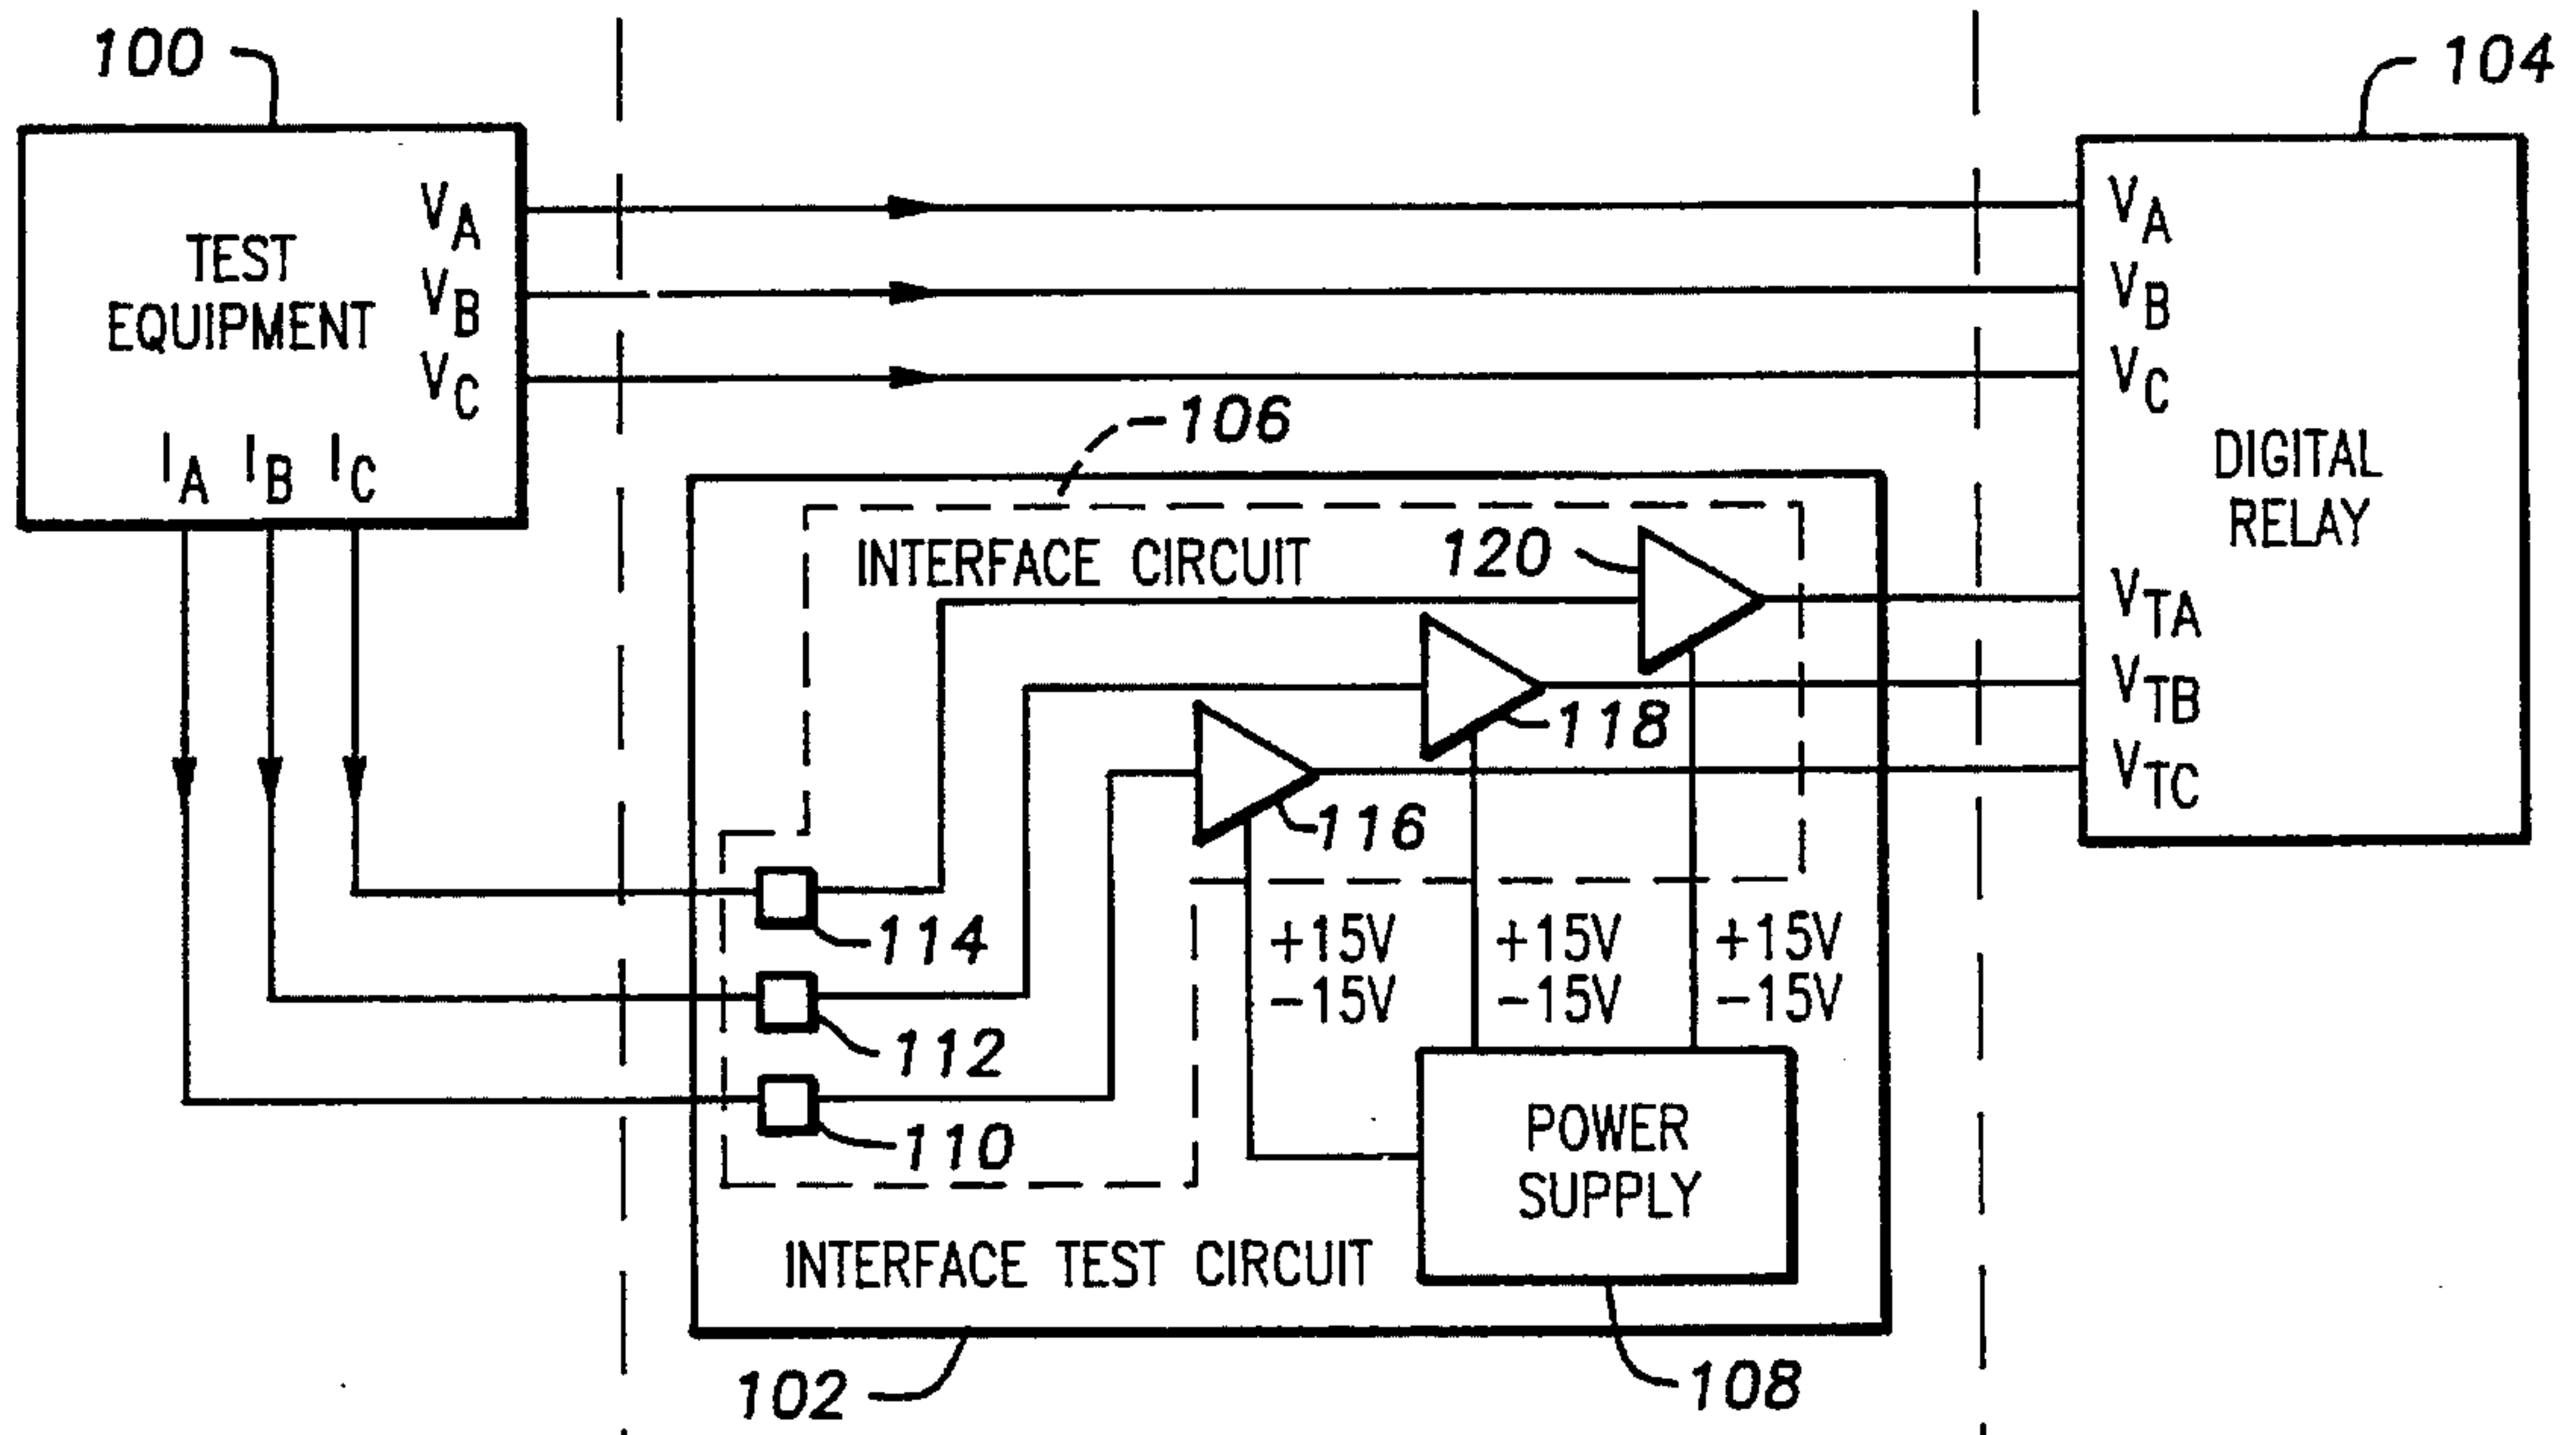 100
104
TEST
EQUIPMENT
VA
VB
VC
IA IB IC
VA
VB
VC
DIGITAL
RELAY
VTA
VTB
VTC
106
INTERFACE CIRCUIT
120
118
116
114
112
110
+15V
-15V
+15V
-15V
+15V
-15V
POWER
SUPPLY
INTERFACE TEST CIRCUIT
102
108